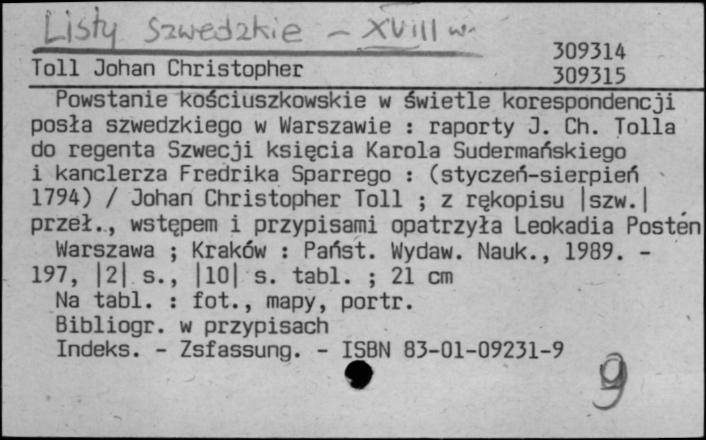 Listy szwedzkie - XVIII w.
309314
Toll Johan Christopher 309315
Powstanie kościuszkowskie w świetle korespondencji
posła szwedzkiego w Warszawie : raporty J. Ch. Tolla
do regenta Szwecji księcia Karola Sudermańskiego
i kanclerza Fredrika Sparrego : (styczeń-sierpień
1794) / Johan Christopher Toll ; z rękopisu |szw.|
przeł., wstępem i przypisami opatrzyła Leokadia Postén
Warszawa ; Kraków : Państ. Wydaw. Nauk., 1989. -
197, |2| s., |10| s. tabl. ; 21 cm
Na tabl. : fot., mapy, portr.
Bibliogr. w przypisach
Indeks. - Zsfassung. - ISBN 83-01-09231-9
9